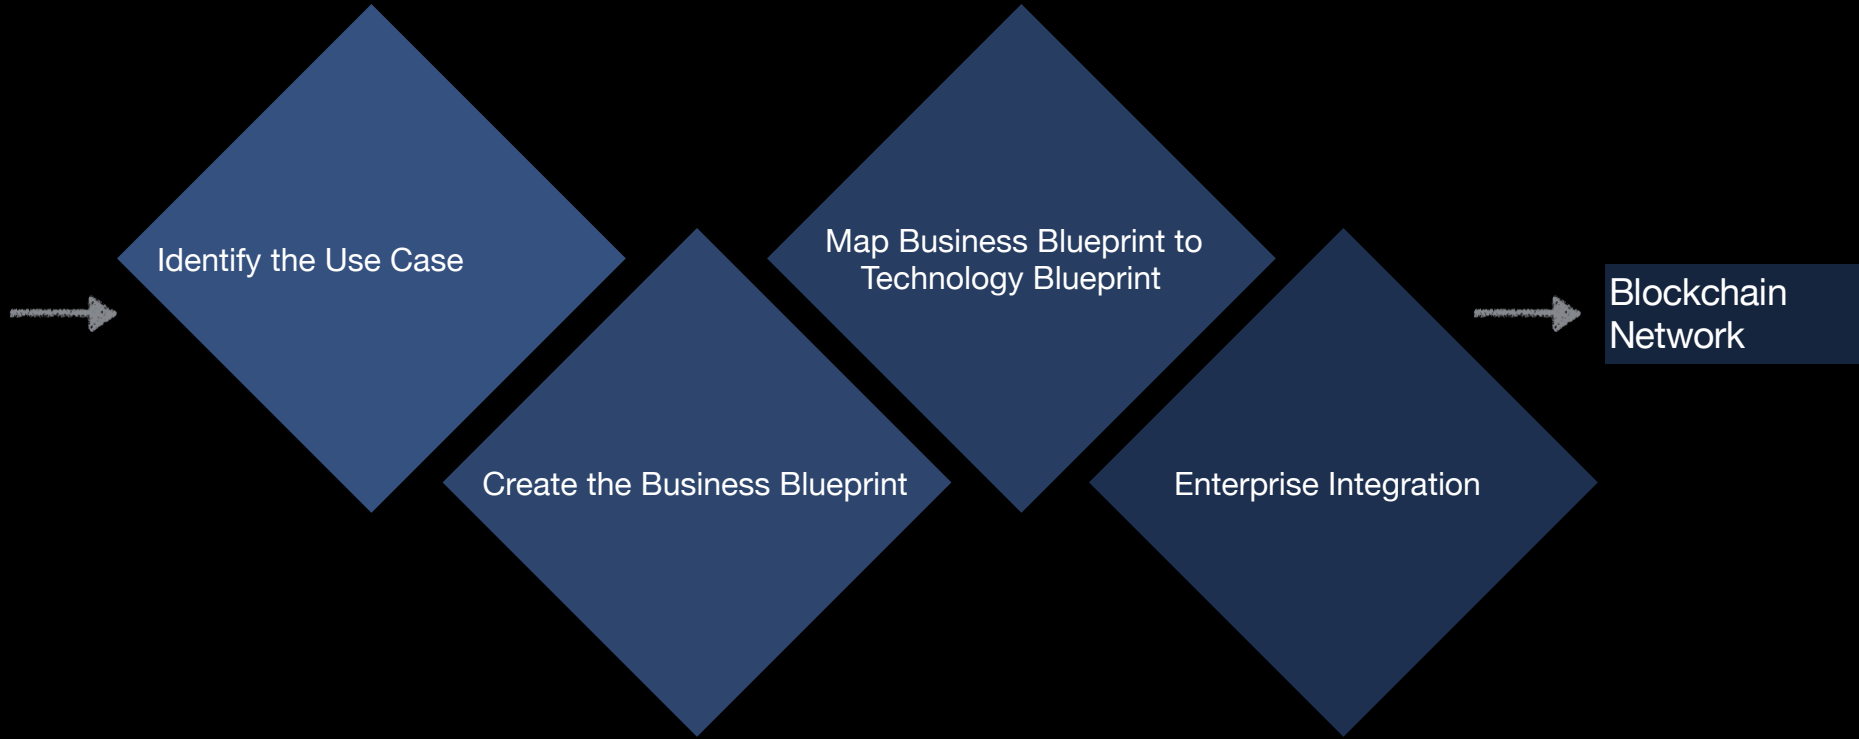 Identify the Use Case
Create the Business Blueprint
Map Business Blueprint to
Technology Blueprint
Enterprise Integration
Blockchain
Network